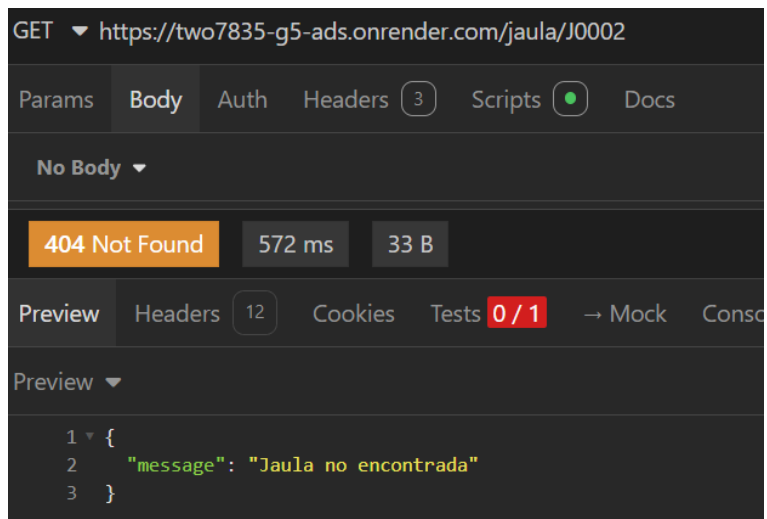 GET https://two7835-g5-ads.onrender.com/jaula/J0002
Params Body Auth Headers 3 Scripts Docs
No Body
404 Not Found 572 ms 33 B
Preview Headers 12 Cookies Tests 0 / 1 → Mock Consc
Preview
1 {
2 "message": "Jaula no encontrada"
3 }